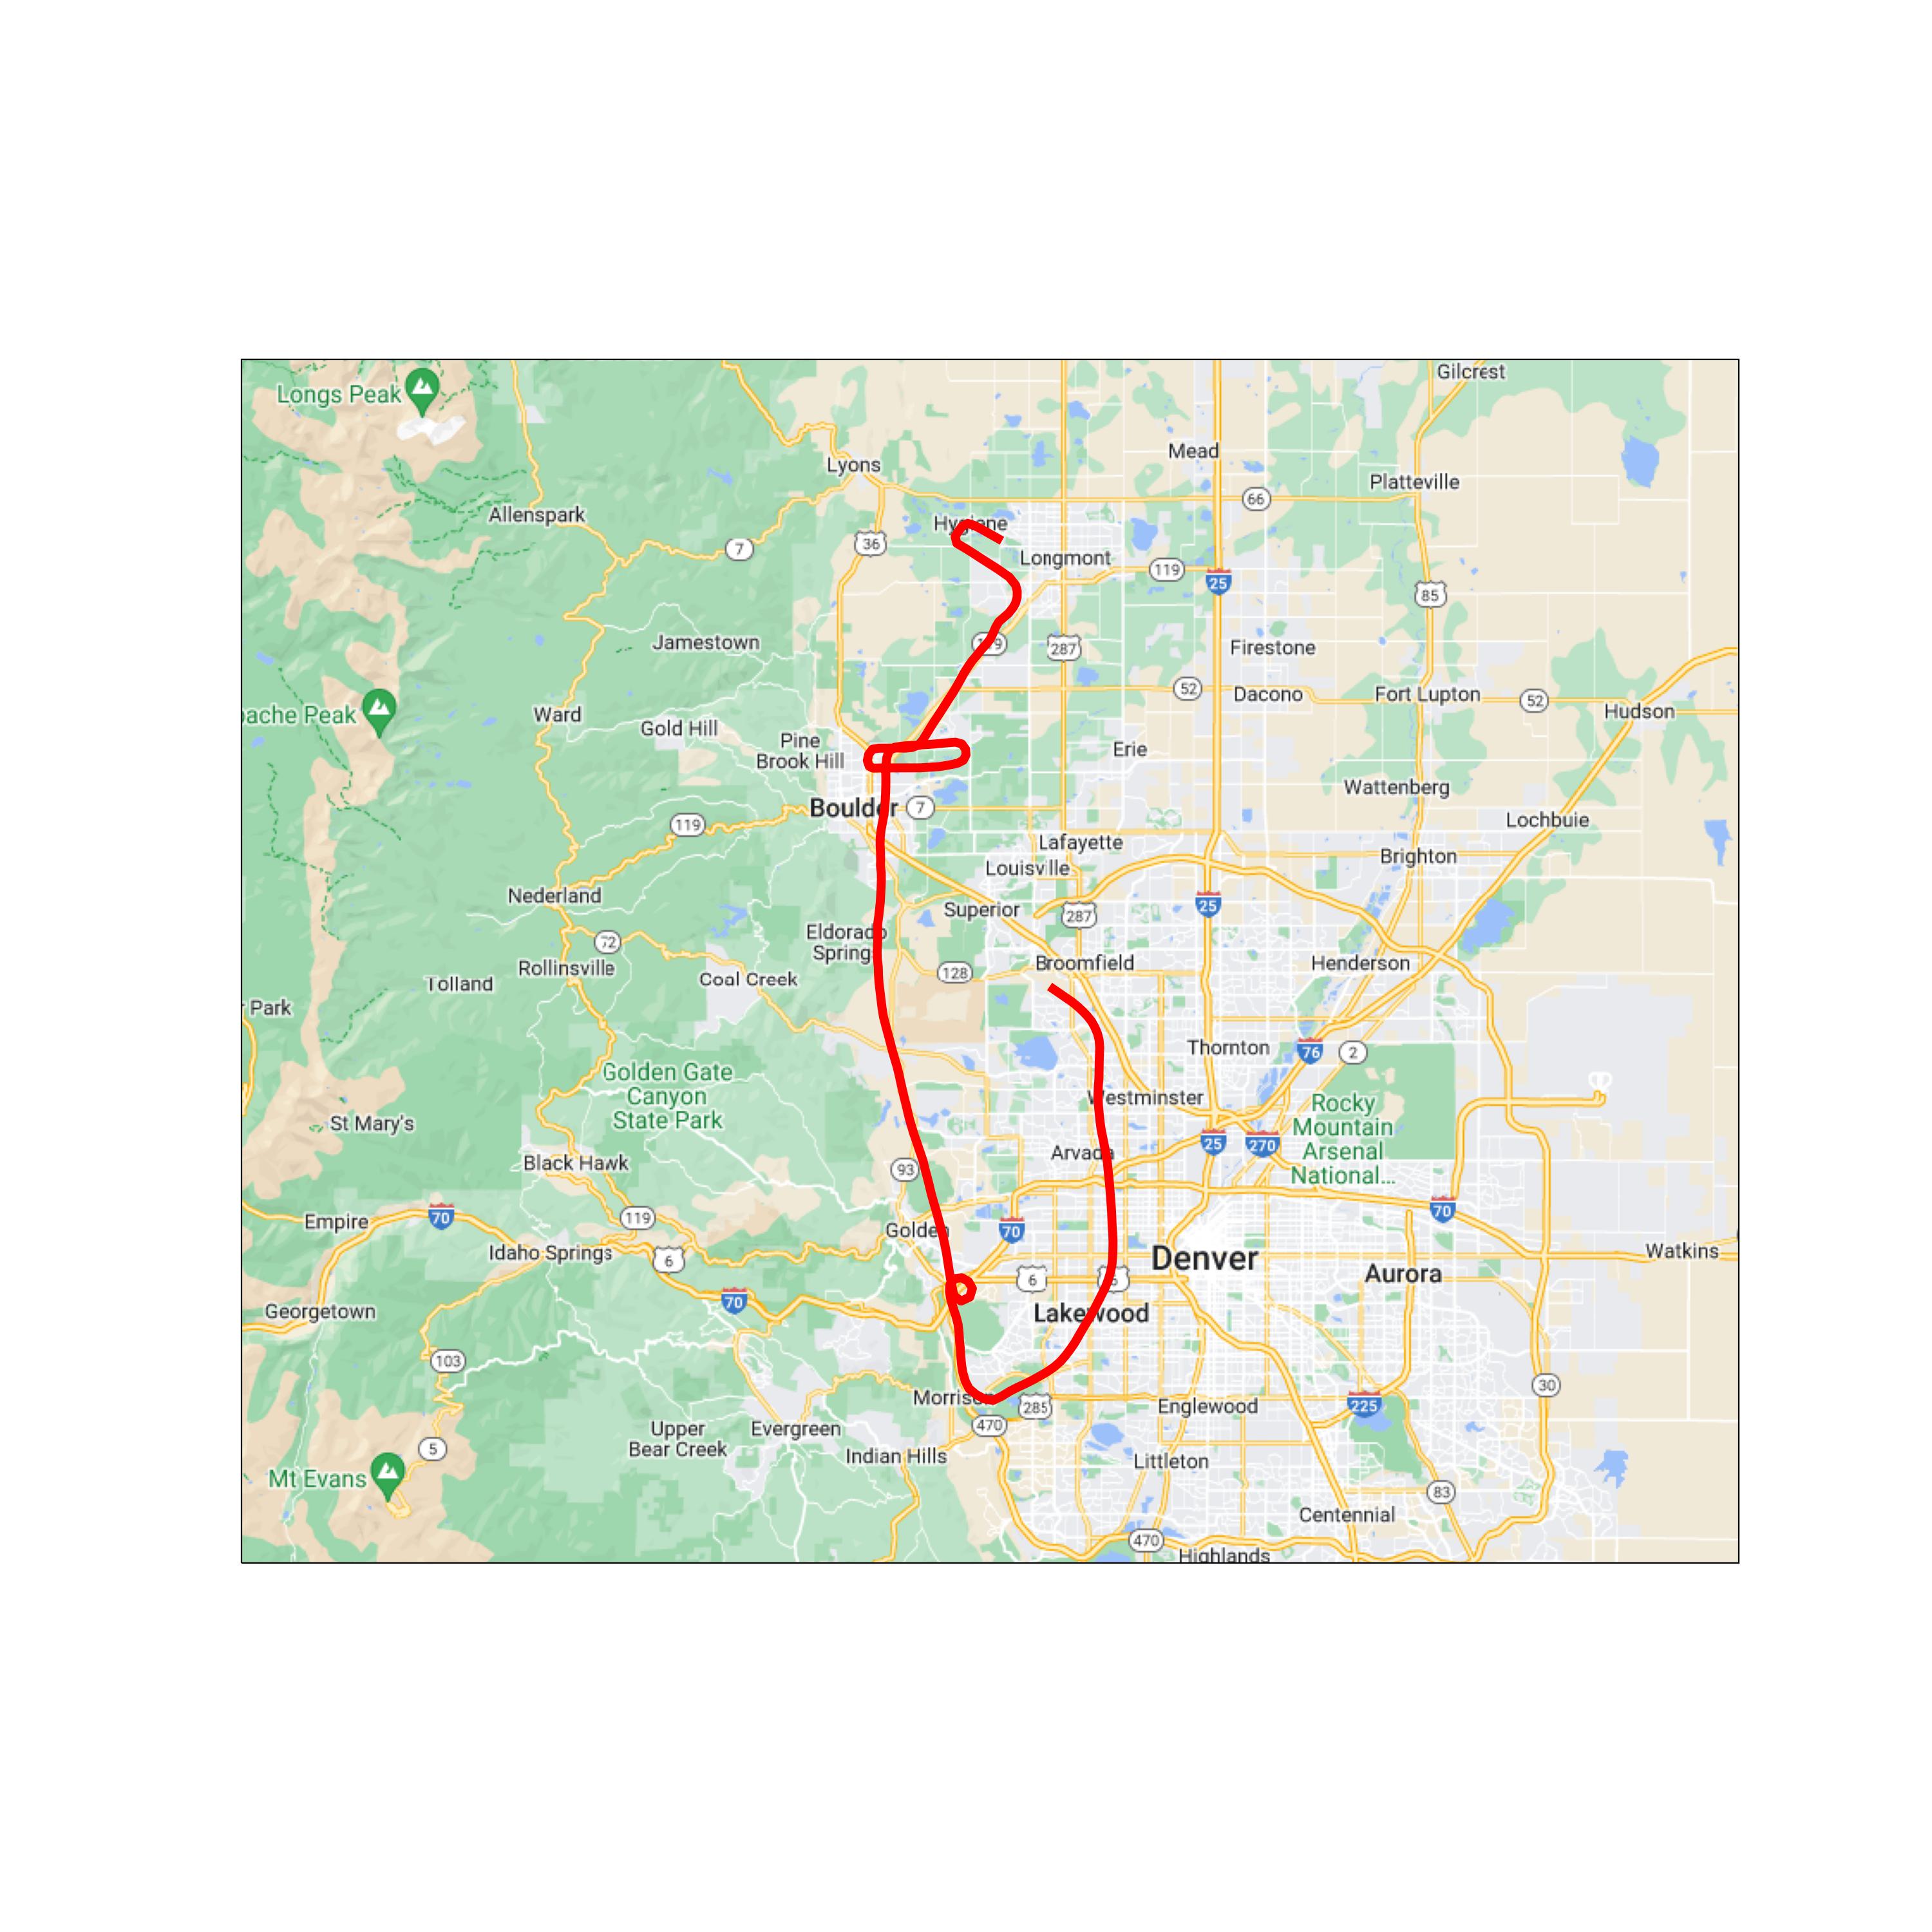 Gilcrest
Longs Peak
Mead
Lyons
Platteville
66
Allenspark
Hygiene
36
7
Longmont
119
25
85
Jamestown
287
Firestone
52
Dacono
Fort Lupton
52
Hudson
pache Peak
Ward
Gold Hill
Pine
Brook Hill
Erie
Wattenberg
Boulder
7
119
Lochbuie
Lafayette
Brighton
Louisville
Nederland
25
Superior
287
Eldorado
Springs
72
Rollinsville
Broomfield
Henderson
128
Tolland
Coal Creek
r Park
Thornton
76
2
Golden Gate
Canyon
State Park
Westminster
Rocky
Mountain
Arsenal
National...
St Mary's
25
270
Arvada
Black Hawk
93
70
Empire
70
119
Golden
70
Idaho Springs
6
Denver
Watkins
Aurora
6
70
Georgetown
Lakewood
103
30
Morrison
285
Englewood
225
470
Upper
Bear Creek
Evergreen
5
Indian Hills
Littleton
Mt Evans
83
Centennial
470
Highlands